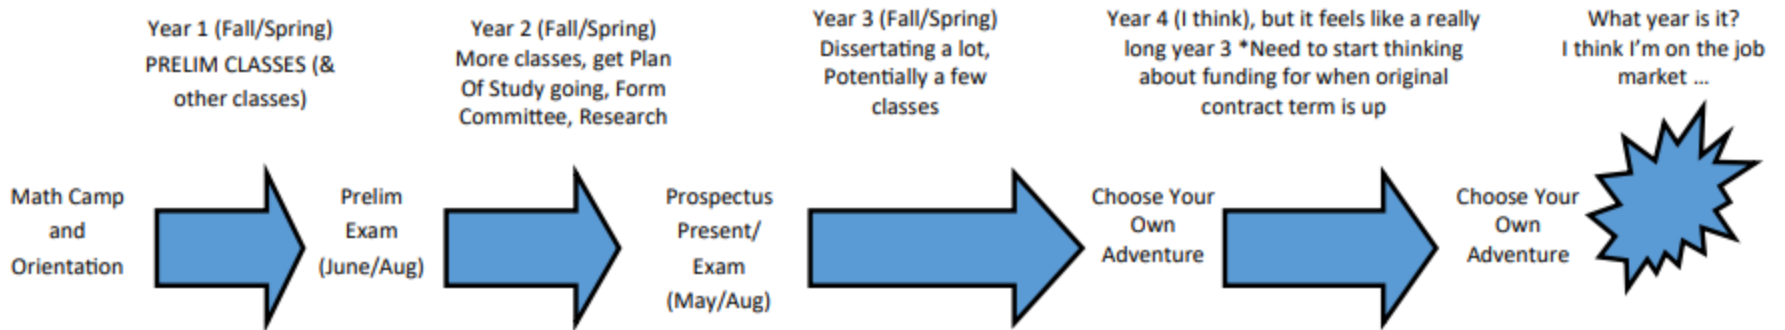 Year 1 (Fall/Spring)
PRELIM CLASSES (&
other classes)
Year 2 (Fall/Spring)
More classes, get Plan
Of Study going, Form
Committee, Research
Year 3 (Fall/Spring)
Dissertating a lot,
Potentially a few
classes
Year 4 (I think), but it feels like a really
long year 3 *Need to start thinking
about funding for when original
contract term is up
What year is it?
I think I'm on the job
market ...
Math Camp
and
Orientation
Prelim
Exam
(June/Aug)
Prospectus
Present/
Exam
(May/Aug)
Choose Your
Own
Adventure
Choose Your
Own
Adventure